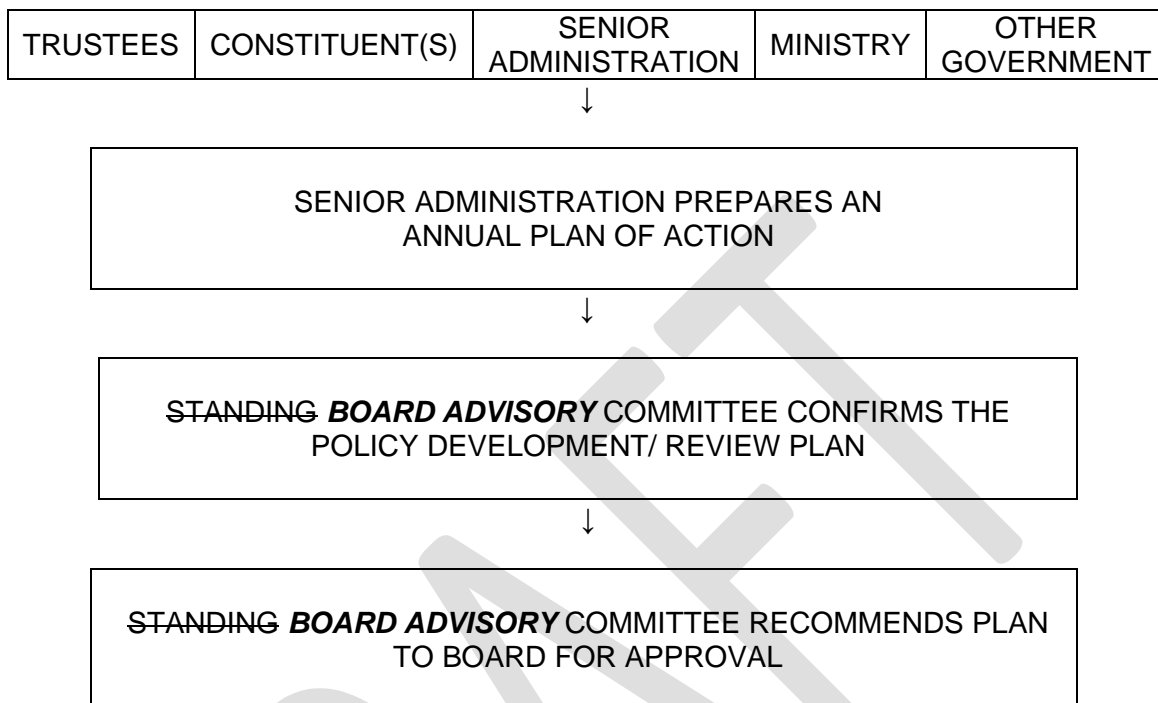 TRUSTEES CONSTITUENT(S) SENIOR ADMINISTRATION MINISTRY OTHER GOVERNMENT
↓
SENIOR ADMINISTRATION PREPARES AN
ANNUAL PLAN OF ACTION
↓
STANDING BOARD ADVISORY COMMITTEE CONFIRMS THE
POLICY DEVELOPMENT/ REVIEW PLAN
↓
STANDING BOARD ADVISORY COMMITTEE RECOMMENDS PLAN
TO BOARD FOR APPROVAL
DRAFT